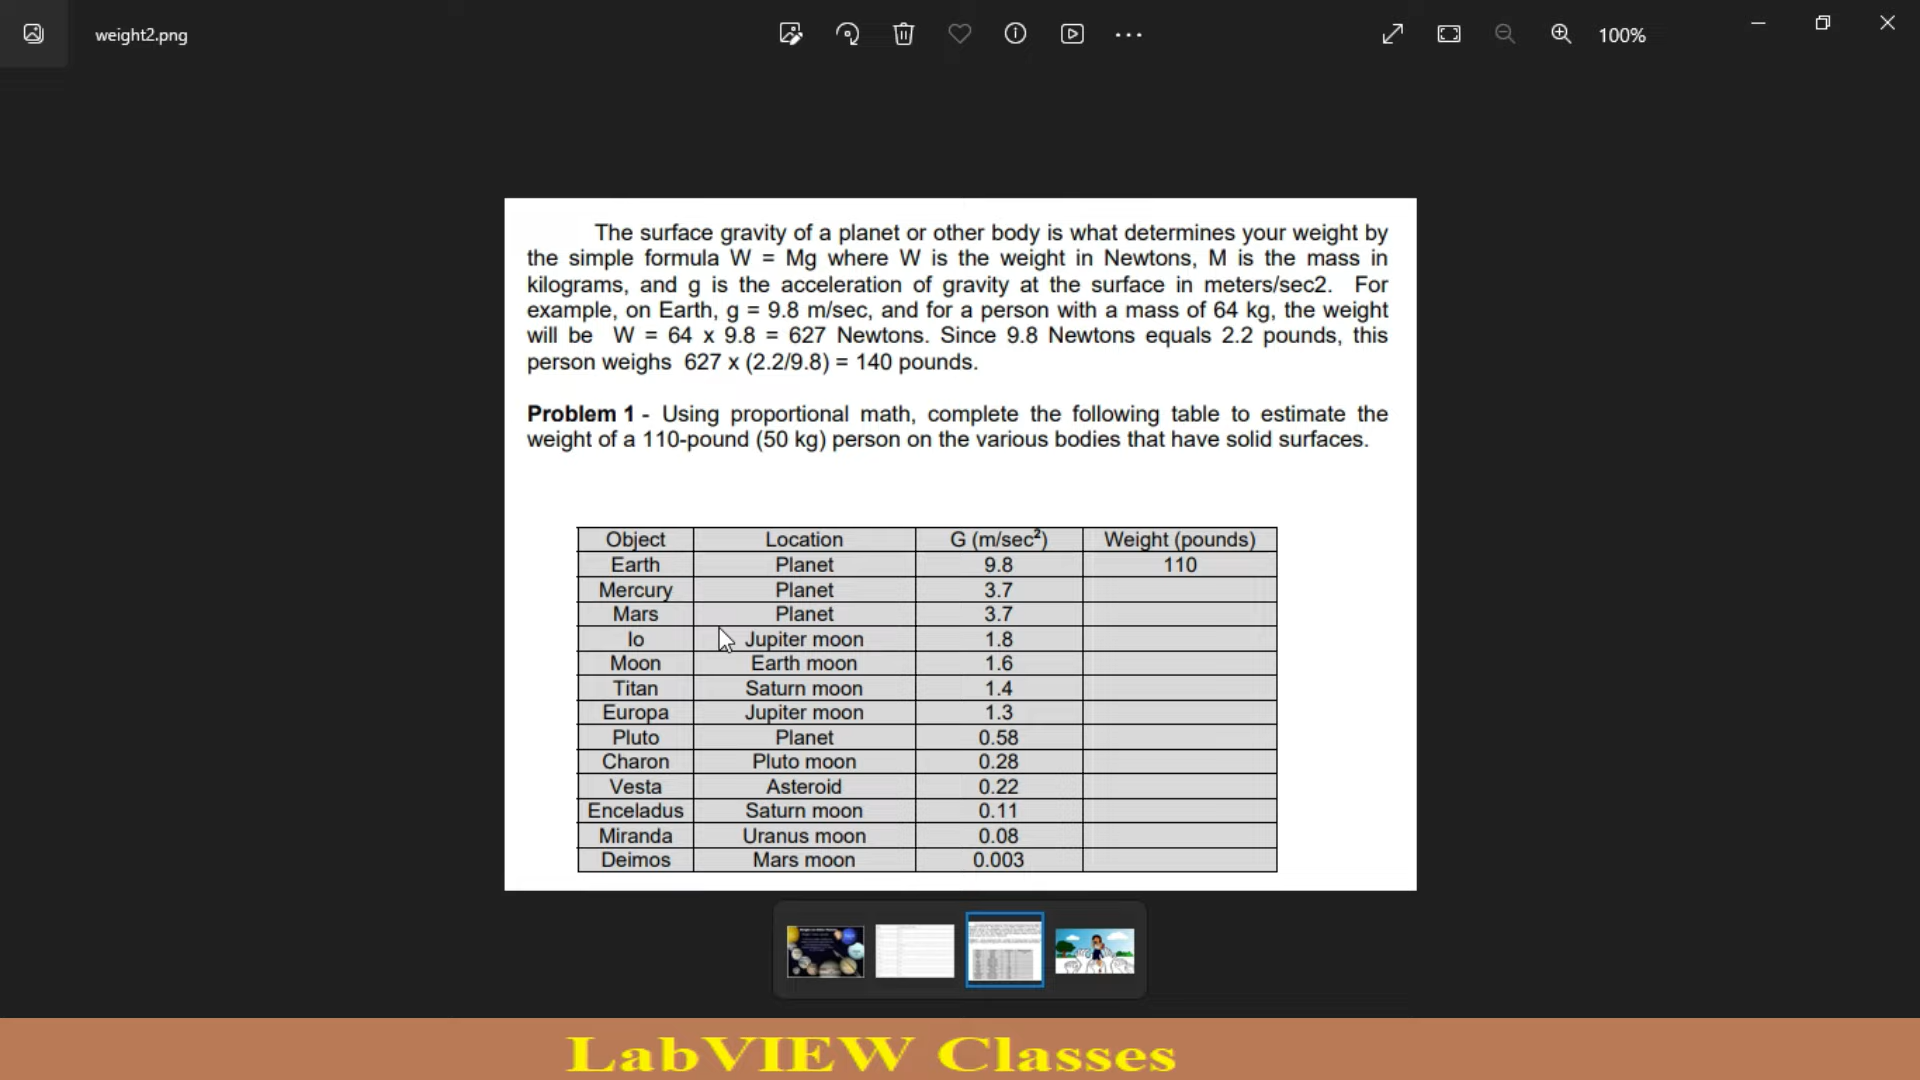 weight2.png
100%
The surface gravity of a planet or other body is what determines your weight by
the simple formula W = Mg where W is the weight in Newtons, M is the mass in
kilograms, and g is the acceleration of gravity at the surface in meters/sec2. For
example, on Earth, g = 9.8 m/sec, and for a person with a mass of 64 kg, the weight
will be W = 64 x 9.8 = 627 Newtons. Since 9.8 Newtons equals 2.2 pounds, this
person weighs 627 x (2.2/9.8) = 140 pounds.
Problem 1 - Using proportional math, complete the following table to estimate the
weight of a 110-pound (50 kg) person on the various bodies that have solid surfaces.
Object Location G (m/sec²) Weight (pounds)
Earth Planet 9.8 110
Mercury Planet 3.7
Mars Planet 3.7
Io Jupiter moon 1.8
Moon Earth moon 1.6
Titan Saturn moon 1.4
Europa Jupiter moon 1.3
Pluto Planet 0.58
Charon Pluto moon 0.28
Vesta Asteroid 0.22
Enceladus Saturn moon 0.11
Miranda Uranus moon 0.08
Deimos Mars moon 0.003
LabVIEW Classes